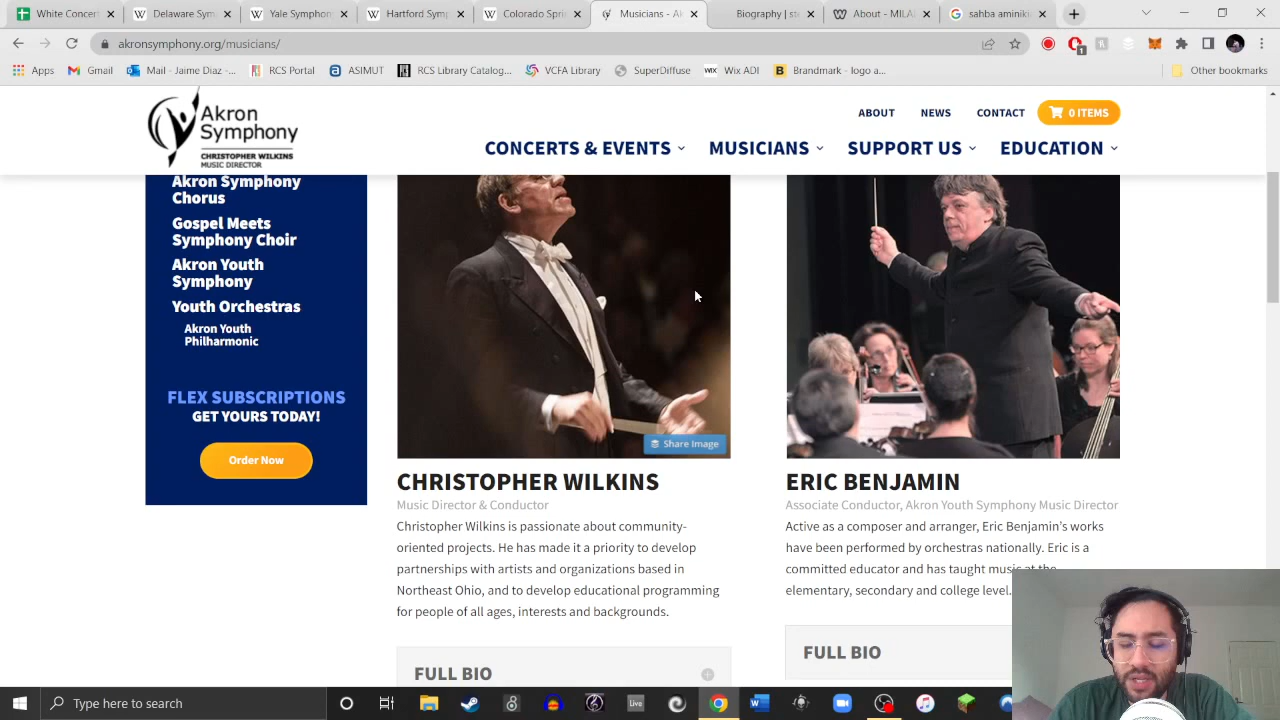 White Com
Yale Symph
Hartford Sym
Colorado Spri
Musicians - Ak
Biography | s
About - MILA
sahba aminiki
akronsymphony.org/musicians/
1
Apps
Gmail
Mail - Jaime Diaz -...
RCS Portal
ASIMUT
RCS Library Catalog...
VCFA Library
SuperDiffuse
WIX
Wix ADI
B
Brandmark - logo a...
Other bookmarks
Akron
Symphony
CHRISTOPHER WILKINS
MUSIC DIRECTOR
ABOUT
NEWS
CONTACT
0 ITEMS
CONCERTS & EVENTS
MUSICIANS
SUPPORT US
EDUCATION
Akron Symphony
Chorus
Gospel Meets
Symphony Choir
Akron Youth
Symphony
Youth Orchestras
Akron Youth
Philharmonic
FLEX SUBSCRIPTIONS
GET YOURS TODAY!
Order Now
Share Image
CHRISTOPHER WILKINS
Music Director & Conductor
Christopher Wilkins is passionate about community-
oriented projects. He has made it a priority to develop
partnerships with artists and organizations based in
Northeast Ohio, and to develop educational programming
for people of all ages, interests and backgrounds.
FULL BIO
ERIC BENJAMIN
Associate Conductor, Akron Youth Symphony Music Director
Active as a composer and arranger, Eric Benjamin's works
have been performed by orchestras nationally. Eric is a
committed educator and has taught music at the
elementary, secondary and college level.
FULL BIO
Type here to search
Live